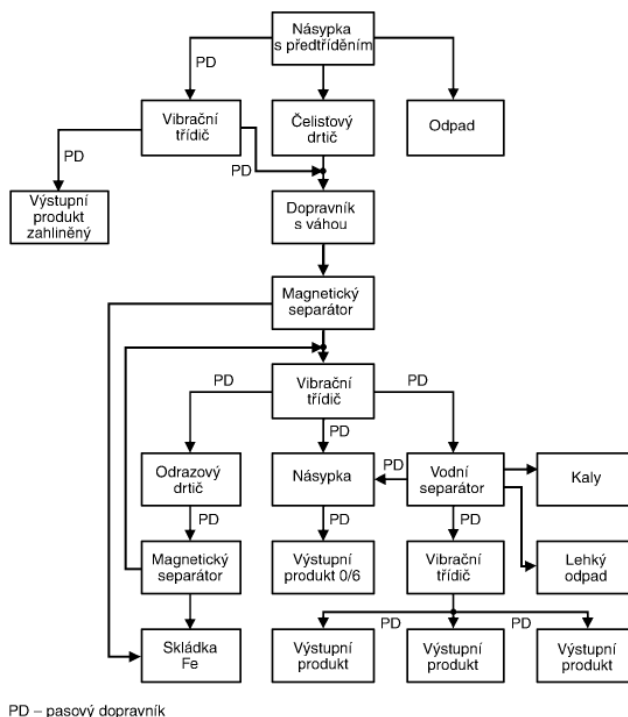 Násypka
s předtříděním
PD
Vibrační
třídič
Čelisťový
drtič
Odpad
PD
PD
Výstupní
produkt
zahliněný
Dopravník
s váhou
Magnetický
separátor
Vibrační
třídič
PD
PD
PD
Odrazový
drtič
Násypka
PD
Vodní
separátor
Kaly
PD
PD
PD
Magnetický
separátor
Výstupní
produkt 0/6
Vibrační
třídič
Lehký
odpad
PD
PD
Skládka
Fe
Výstupní
produkt
Výstupní
produkt
Výstupní
produkt
PD – pasový dopravník